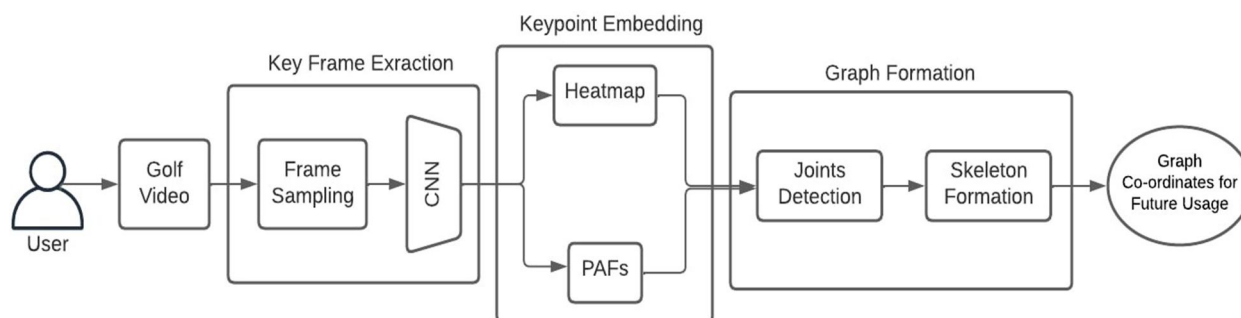 Keypoint Embedding
Key Frame Exraction
Graph Formation
Heatmap
Golf
Video
Frame
Sampling
CNN
Joints
Detection
Skeleton
Formation
Graph
Co-ordinates for
Future Usage
User
PAFs